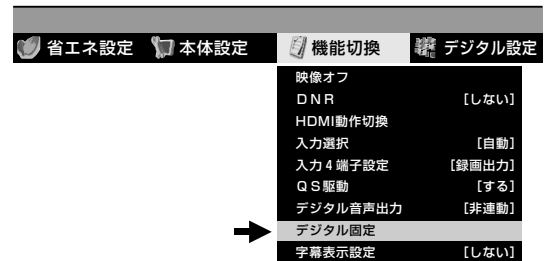 省エネ設定 本体設定 機能切換 デジタル設定
映像オフ
DNR [しない]
HDMI動作切換
入力選択 [自動]
入力4端子設定 [録画出力]
QS駆動 [する]
デジタル音声出力 [非連動]
デジタル固定
字幕表示設定 [しない]